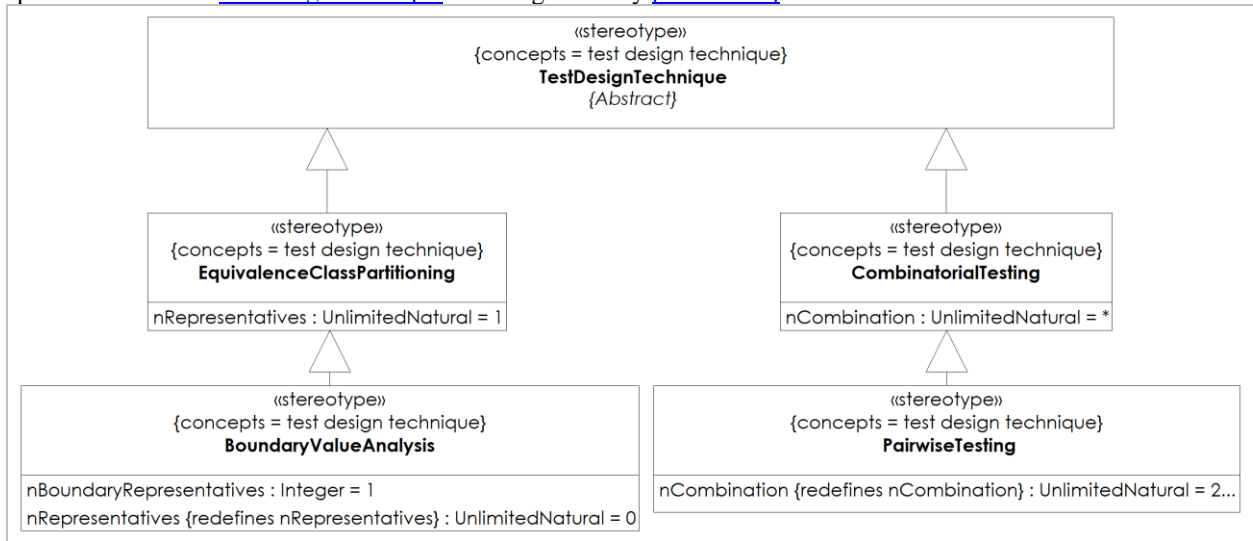 «stereotype»
{concepts = test design technique}
TestDesignTechnique
{Abstract}
«stereotype»
{concepts = test design technique}
EquivalenceClassPartitioning
nRepresentatives : UnlimitedNatural = 1
«stereotype»
{concepts = test design technique}
CombinatorialTesting
nCombination : UnlimitedNatural = *
«stereotype»
{concepts = test design technique}
BoundaryValueAnalysis
nBoundaryRepresentatives : Integer = 1
nRepresentatives {redefines nRepresentatives} : UnlimitedNatural = 0
«stereotype»
{concepts = test design technique}
PairwiseTesting
nCombination {redefines nCombination} : UnlimitedNatural = 2...